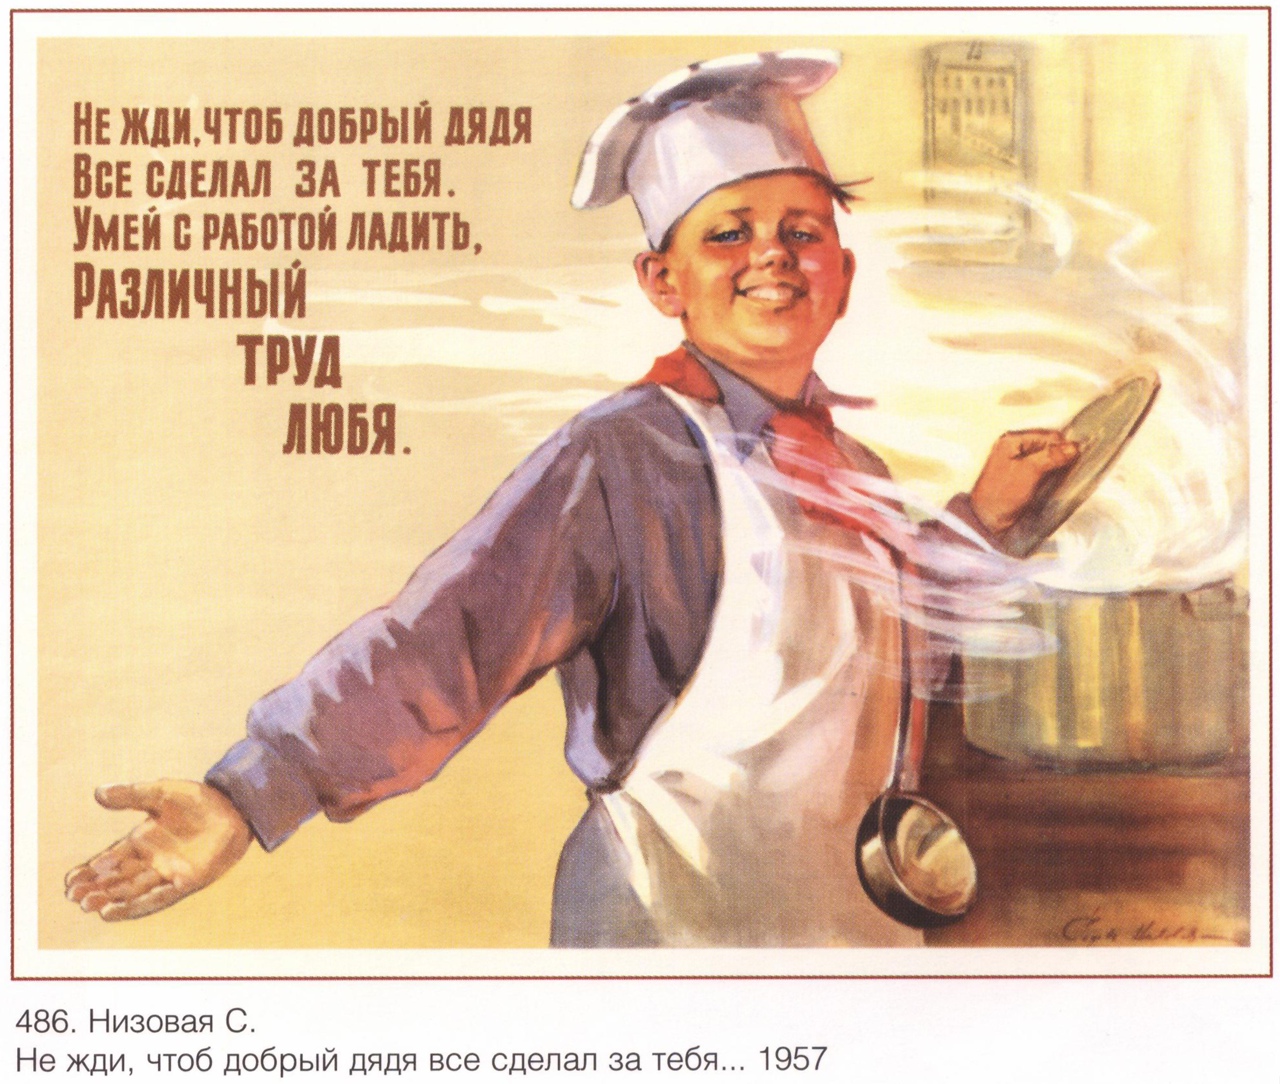 Не жди, чтоб добрый дядя
Все сделал за тебя.
Умей с работой ладить,
Различный
труд
любя.
486. Низовая С.
Не жди, чтоб добрый дядя все сделал за тебя... 1957